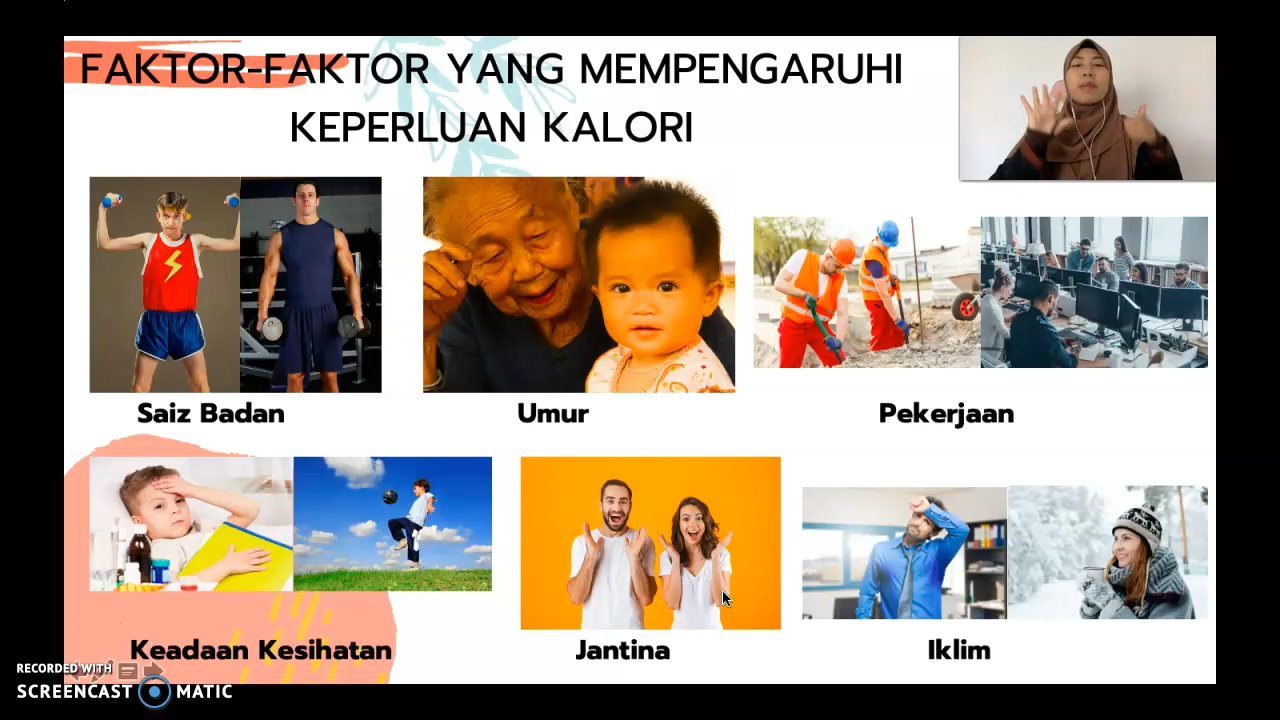 FAKTOR-FAKTOR YANG MEMPENGARUHI
KEPERLUAN KALORI
Saiz Badan
Umur
Pekerjaan
Keadaan Kesihatan
Jantina
Iklim
RECORDED WITH
SCREENCAST MATIC